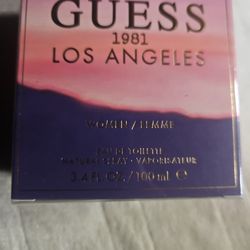 GUESS
1981
LOS ANGELES
WOMEN / FEMME
EAU DE TOILETTE
NATURAL SPRAY · VAPORISATEUR
3.4 FL. OZ. / 100 mL e